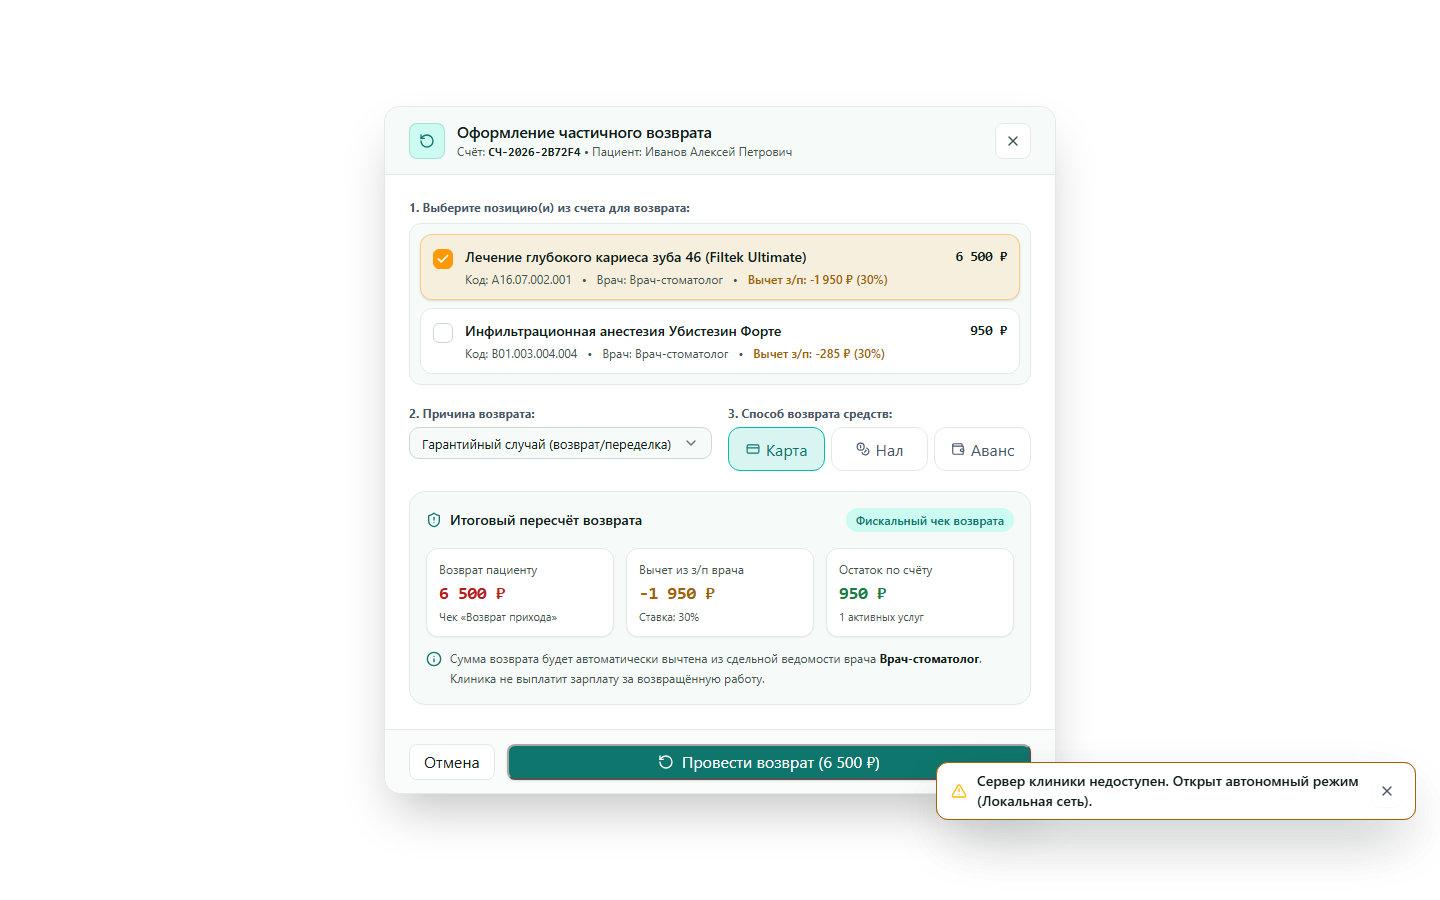 Оформление частичного возврата
Счёт: СЧ-2026-2B72F4 • Пациент: Иванов Алексей Петрович
1. Выберите позицию(и) из счета для возврата:
Лечение глубокого кариеса зуба 46 (Filtek Ultimate) 6 500 ₽
Код: A16.07.002.001 • Врач: Врач-стоматолог • Вычет з/п: -1 950 ₽ (30%)
Инфильтрационная анестезия Убистезин Форте 950 ₽
Код: B01.003.004.004 • Врач: Врач-стоматолог • Вычет з/п: -285 ₽ (30%)
2. Причина возврата:
Гарантийный случай (возврат/переделка)
3. Способ возврата средств:
Карта Нал Аванс
Итоговый пересчёт возврата Фискальный чек возврата
Возврат пациенту
6 500 ₽
Чек «Возврат прихода»
Вычет из з/п врача
-1 950 ₽
Ставка: 30%
Остаток по счёту
950 ₽
1 активных услуг
Сумма возврата будет автоматически вычтена из сдельной ведомости врача Врач-стоматолог.
Клиника не выплатит зарплату за возвращённую работу.
Отмена Провести возврат (6 500 ₽)
Сервер клиники недоступен. Открыт автономный режим
(Локальная сеть).